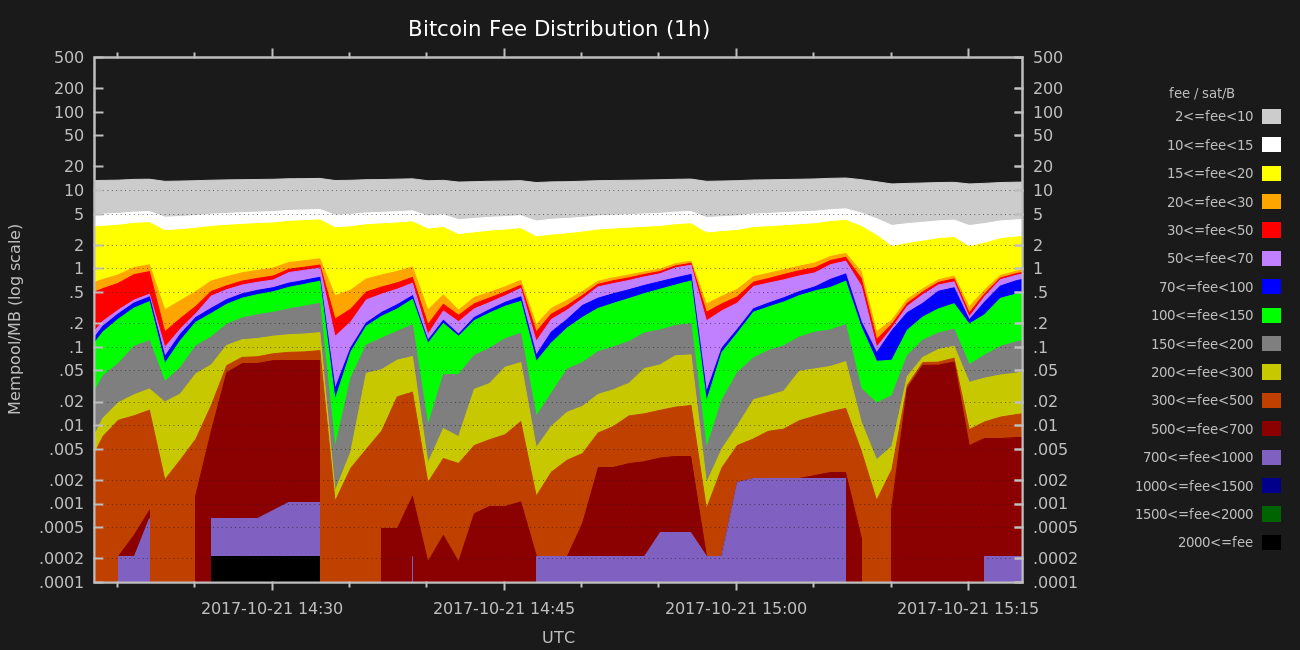 Bitcoin Fee Distribution (1h)
500 500
200 200
100 100
50 50
20 20
10 10
5 5
2 2
1 1
.5 .5
.2 .2
.1 .1
.05 .05
.02 .02
.01 .01
.005 .005
.002 .002
.001 .001
.0005 .0005
.0002 .0002
.0001 .0001
Mempool/MB (log scale)
2017-10-21 14:30 2017-10-21 14:45 2017-10-21 15:00 2017-10-21 15:15
UTC
fee / sat/B
2<=fee<10
10<=fee<15
15<=fee<20
20<=fee<30
30<=fee<50
50<=fee<70
70<=fee<100
100<=fee<150
150<=fee<200
200<=fee<300
300<=fee<500
500<=fee<700
700<=fee<1000
1000<=fee<1500
1500<=fee<2000
2000<=fee